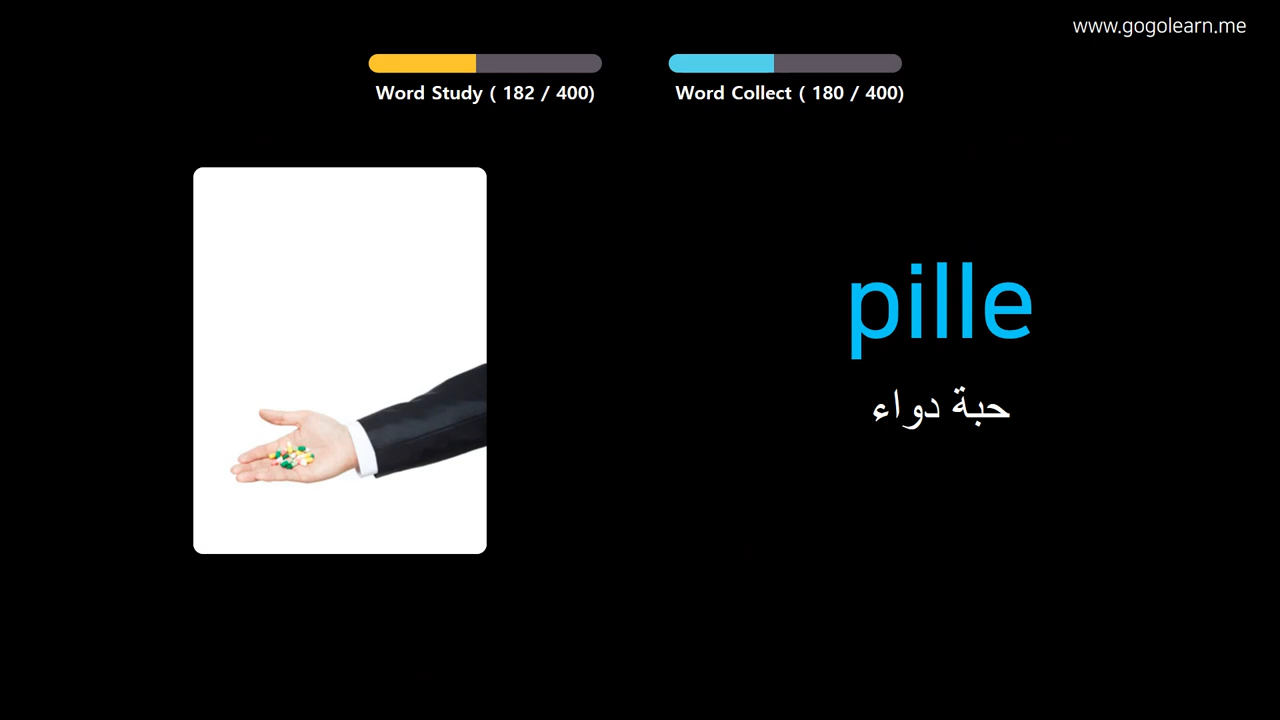 www.gogolearn.me
Word Study ( 182 / 400)
Word Collect ( 180 / 400)
pille
حبة دواء